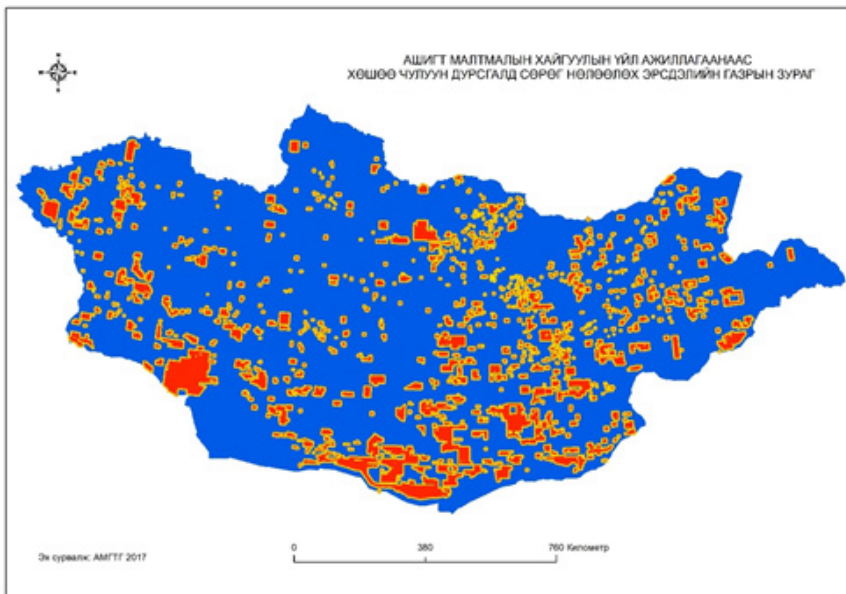 АШИГТ МАЛТМАЛЫН ХАЙГУУЛЫН ҮЙЛ АЖИЛЛАГААНААС
ХӨШӨӨ ЧУЛУУН ДУРСГАЛД СӨРӨГ НӨЛӨӨЛӨХ ЭРСДЭЛИЙН ГАЗРЫН ЗУРАГ
Эх сурвалж: АМГТГ 2017
0 380 760 Километр